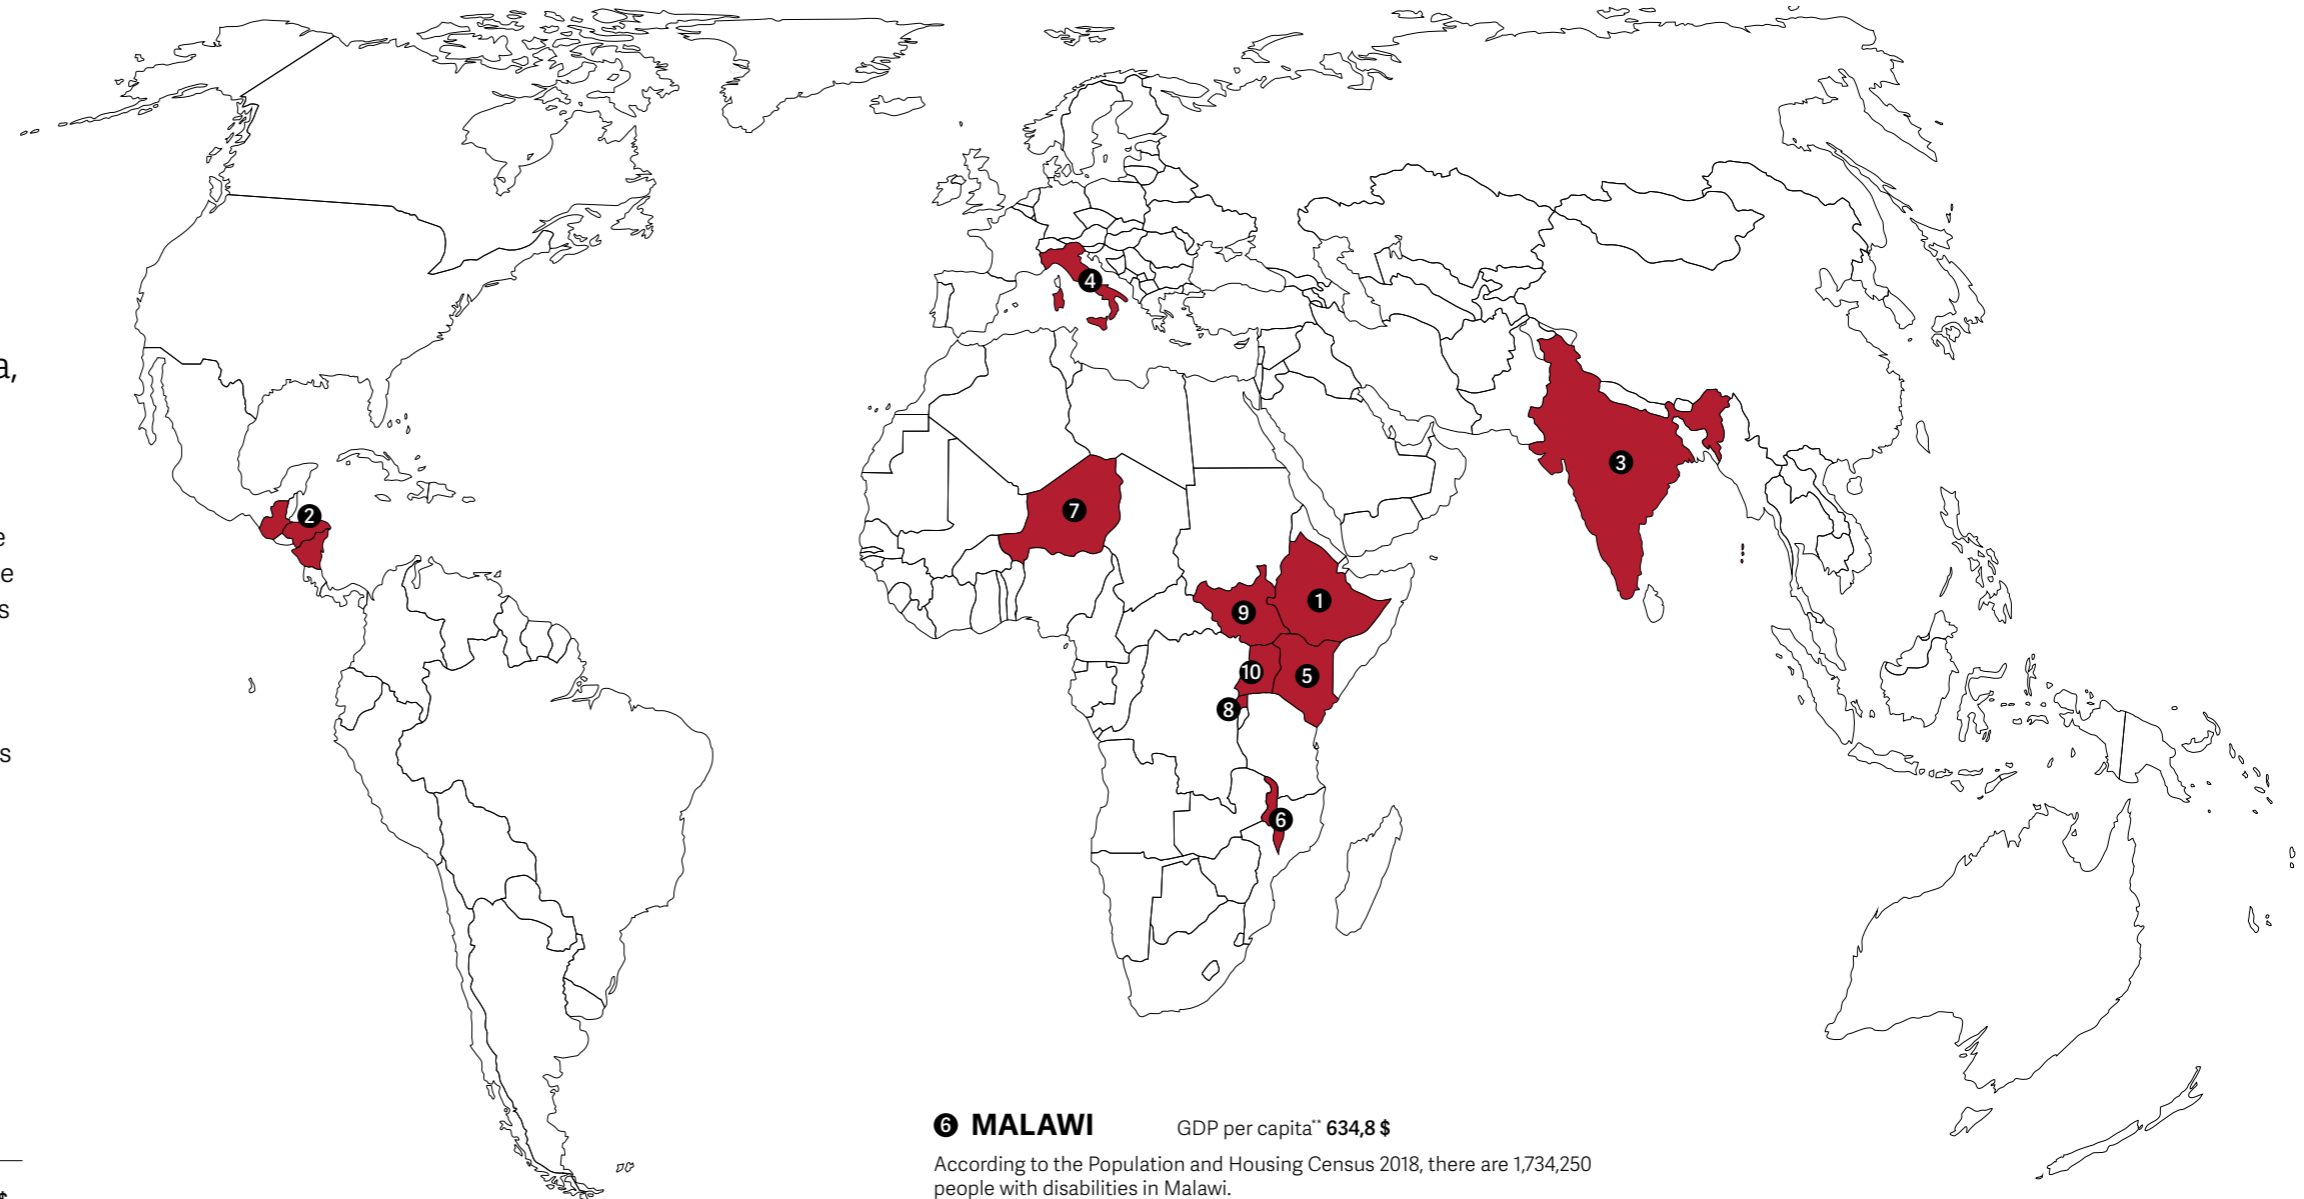 a,
e
e
s
s
$
2
4
3
7
9
1
10
5
8
6
6 MALAWI GDP per capita** 634,8 $
According to the Population and Housing Census 2018, there are 1,734,250
people with disabilities in Malawi.